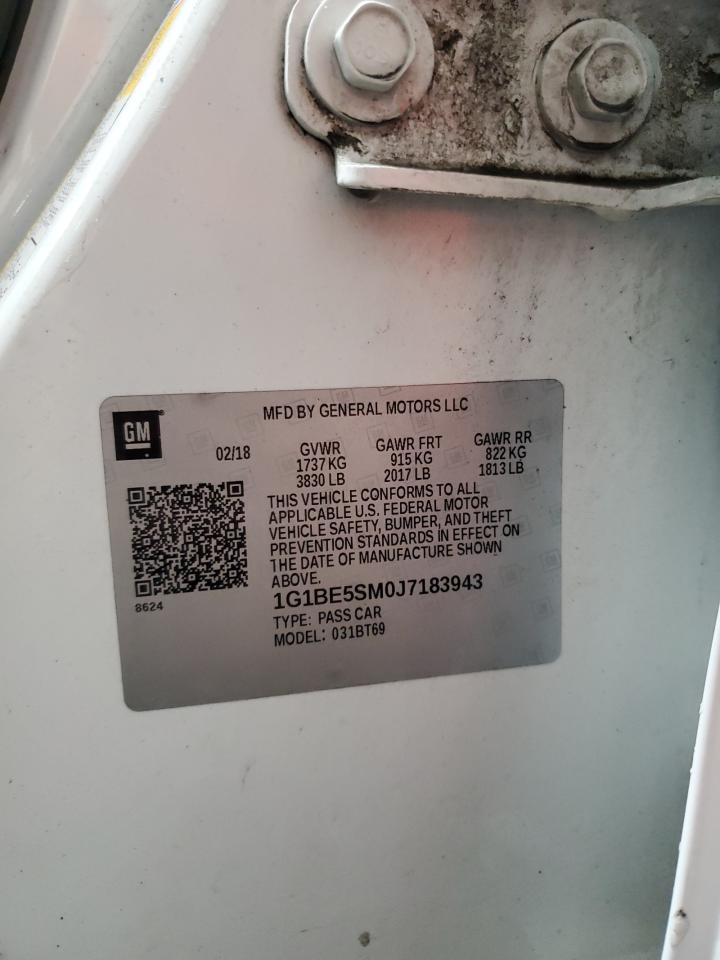 GM
MFD BY GENERAL MOTORS LLC
02/18
GVWR GAWR FRT GAWR RR
1737 KG 915 KG 822 KG
3830 LB 2017 LB 1813 LB
THIS VEHICLE CONFORMS TO ALL
APPLICABLE U.S. FEDERAL MOTOR
VEHICLE SAFETY, BUMPER, AND THEFT
PREVENTION STANDARDS IN EFFECT ON
THE DATE OF MANUFACTURE SHOWN
ABOVE.
8624
1G1BE5SM0J7183943
TYPE: PASS CAR
MODEL: 031BT69